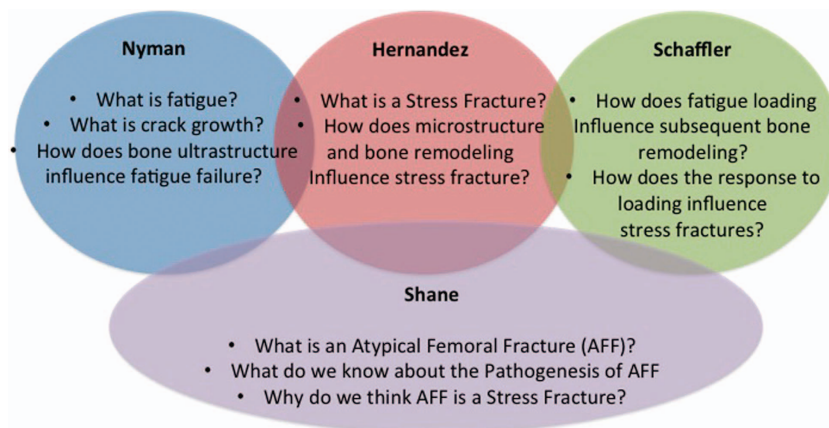 Nyman
• What is fatigue?
• What is crack growth?
• How does bone ultrastructure
influence fatigue failure?
Hernandez
• What is a Stress Fracture?
• How does microstructure
and bone remodeling
Influence stress fracture?
Schaffler
• How does fatigue loading
Influence subsequent bone
remodeling?
• How does the response to
loading influence
stress fractures?
Shane
• What is an Atypical Femoral Fracture (AFF)?
• What do we know about the Pathogenesis of AFF
• Why do we think AFF is a Stress Fracture?